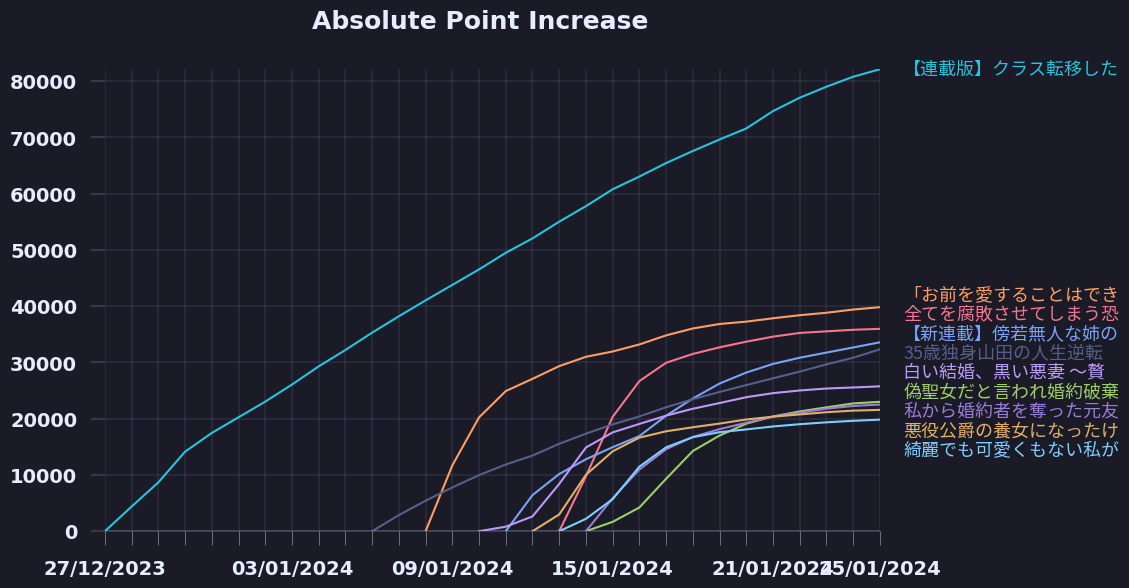 Absolute Point Increase
80000
70000
60000
50000
40000
30000
20000
10000
0
27/12/2023
03/01/2024
09/01/2024
15/01/2024
21/01/2024
25/01/2024
【連載版】クラス転移した
「お前を愛することはでき
全てを腐敗させてしまう恐
【新連載】傍若無人な姉の
35歳独身山田の人生逆転
白い結婚、黒い悪妻 〜贅
偽聖女だと言われ婚約破棄
私から婚約者を奪った元友
悪役公爵の養女になったけ
綺麗でも可愛くもない私が